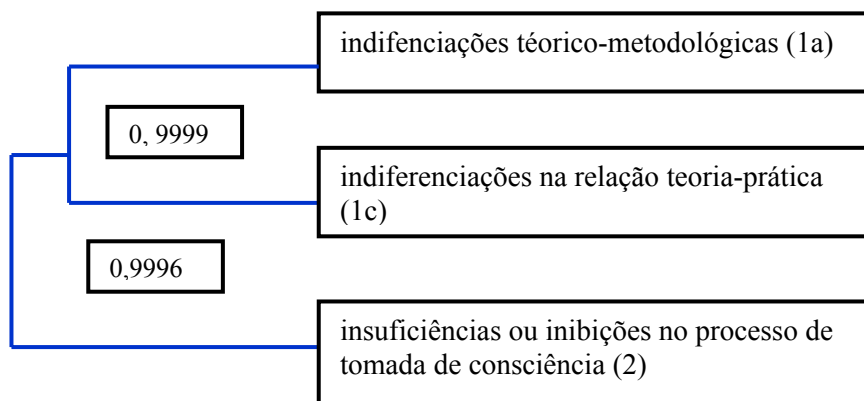 indifenciações téorico-metodológicas (1a)
0, 9999
indiferenciações na relação teoria-prática
(1c)
0,9996
insuficiências ou inibições no processo de
tomada de consciência (2)